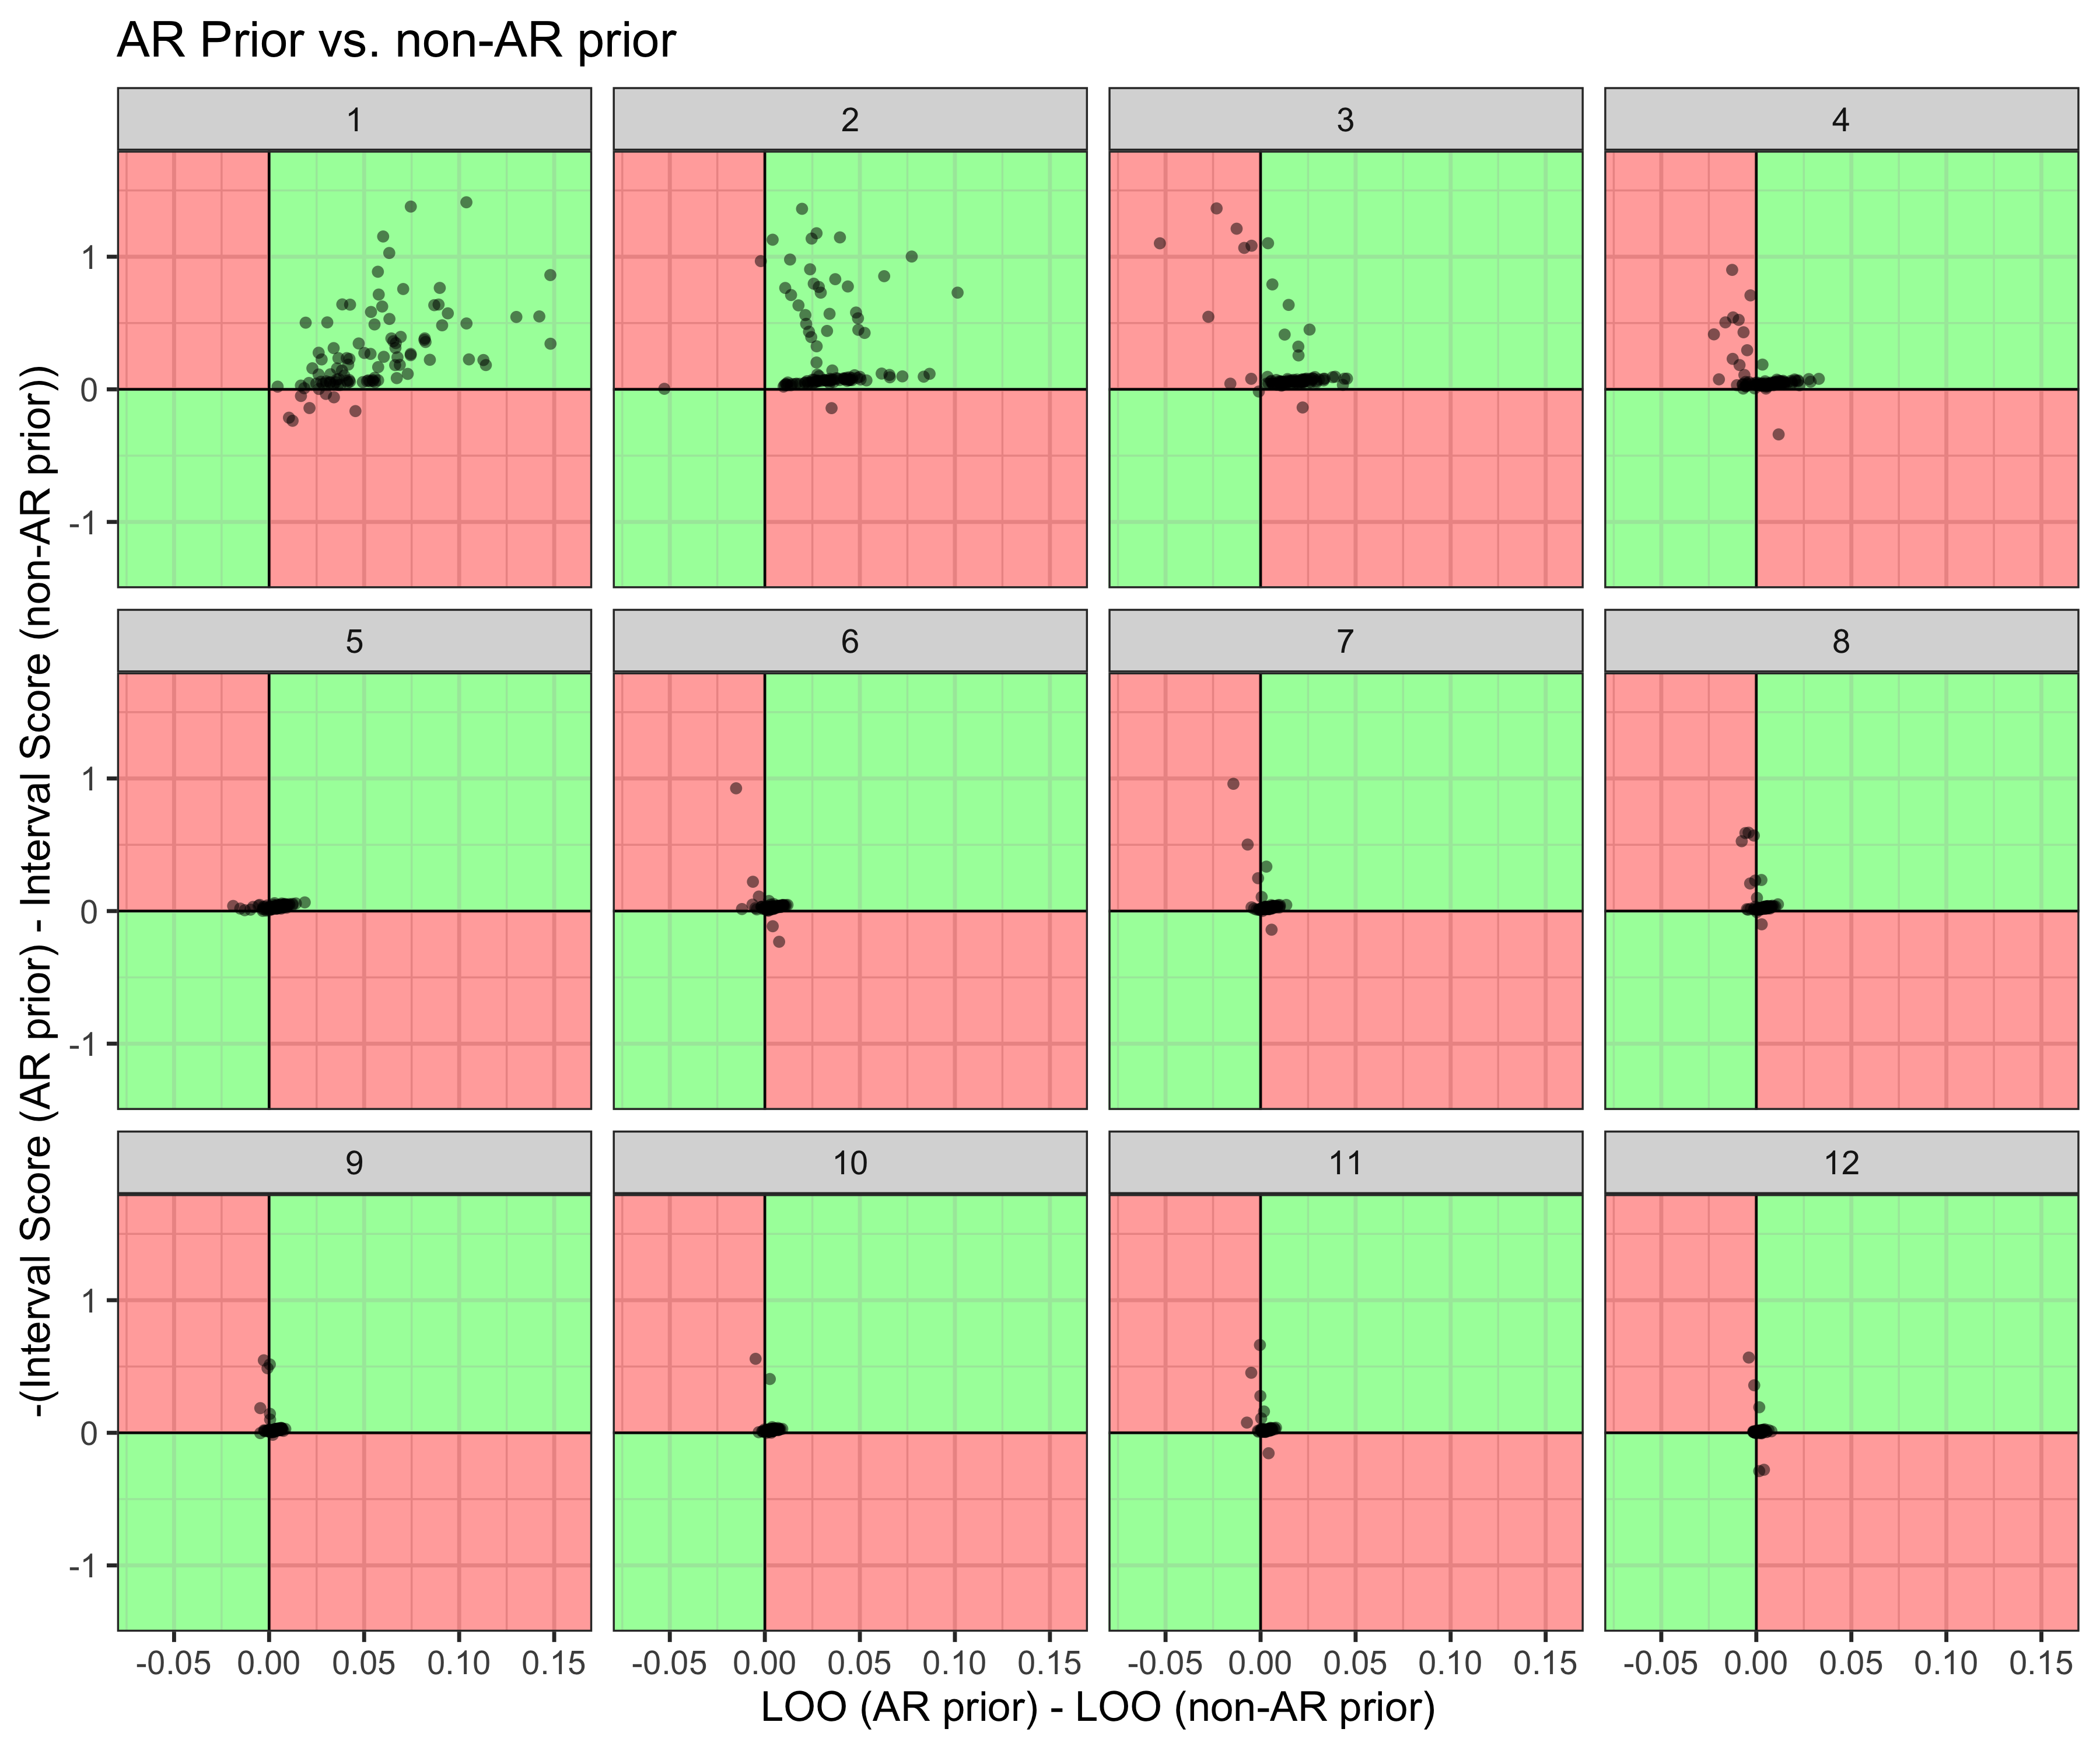 AR Prior vs. non-AR prior
1 2 3 4
1
0
-1
5 6 7 8
1
0
-1
9 10 11 12
1
0
-1
-0.05 0.00 0.05 0.10 0.15 -0.05 0.00 0.05 0.10 0.15 -0.05 0.00 0.05 0.10 0.15 -0.05 0.00 0.05 0.10 0.15
LOO (AR prior) - LOO (non-AR prior)
-(Interval Score (AR prior) - Interval Score (non-AR prior))